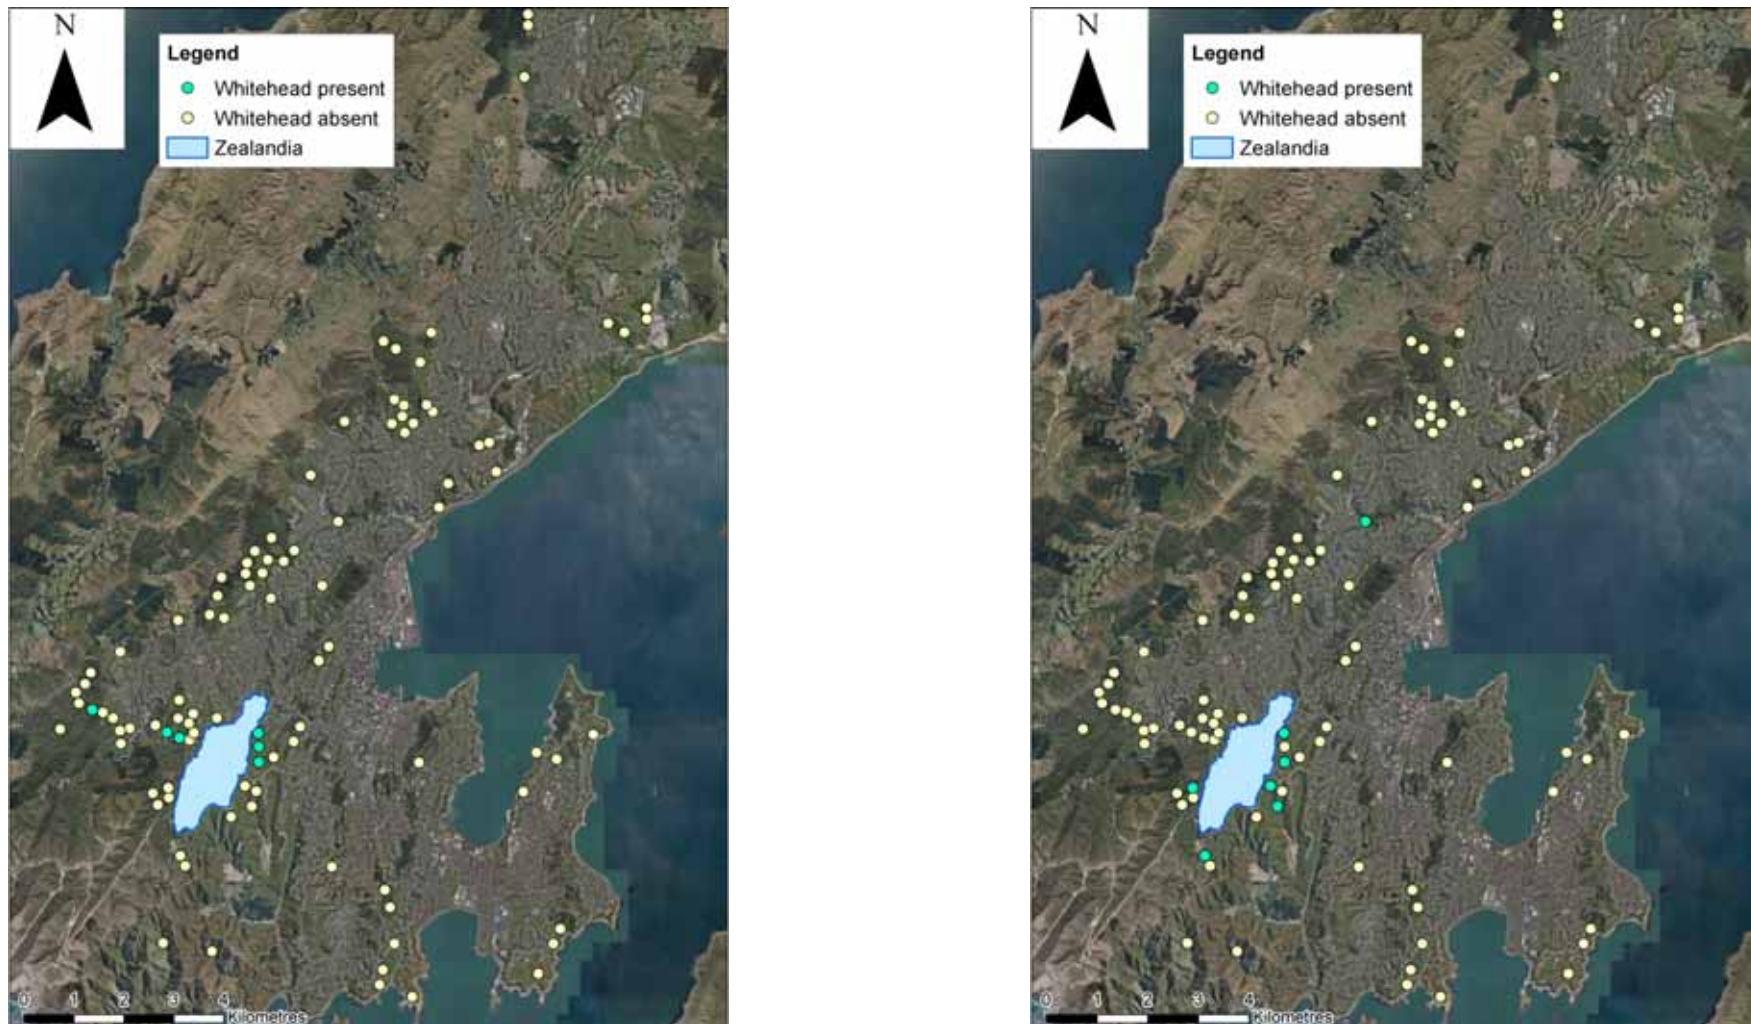 N
Legend
Whitehead present
Whitehead absent
Zealandia
0 1 2 3 4
Kilometres
N
Legend
Whitehead present
Whitehead absent
Zealandia
0 1 2 3 4
Kilometres